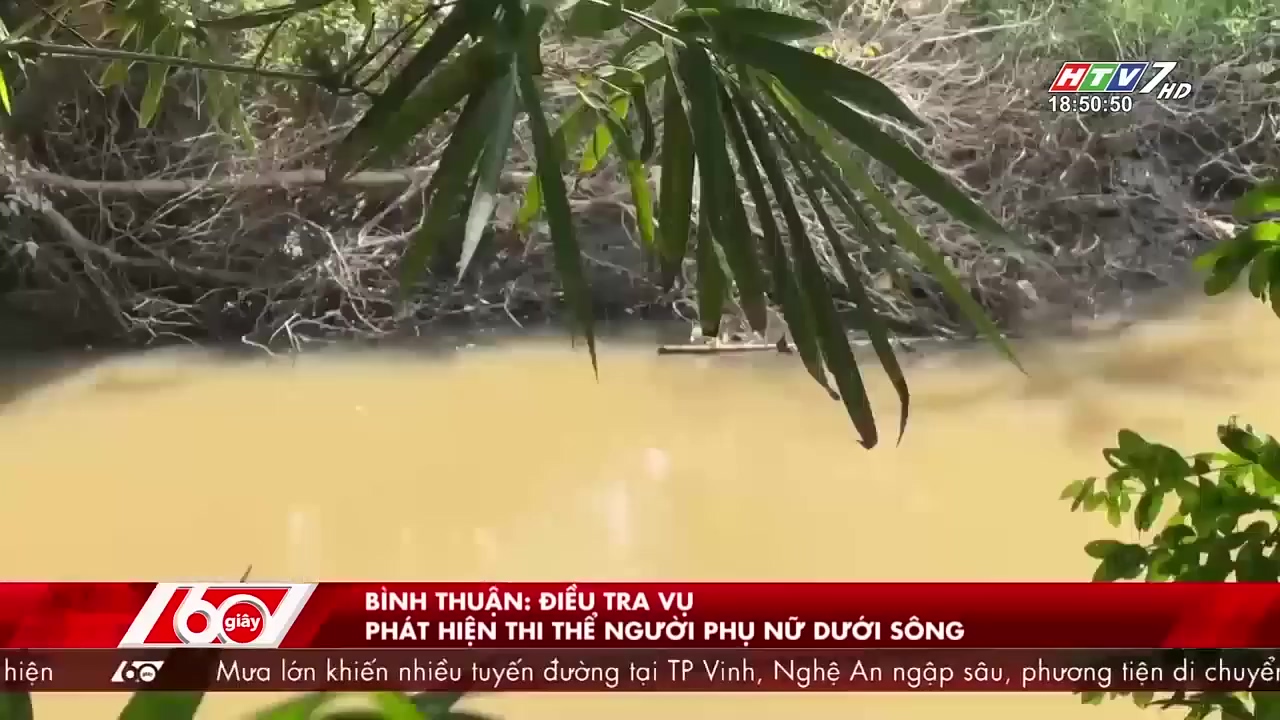 HTV7 HD
18:50:50
60 giây
BÌNH THUẬN: ĐIỀU TRA VỤ
PHÁT HIỆN THI THỂ NGƯỜI PHỤ NỮ DƯỚI SÔNG
hiện 60 giây Mưa lớn khiến nhiều tuyến đường tại TP Vinh, Nghệ An ngập sâu, phương tiện di chuyển